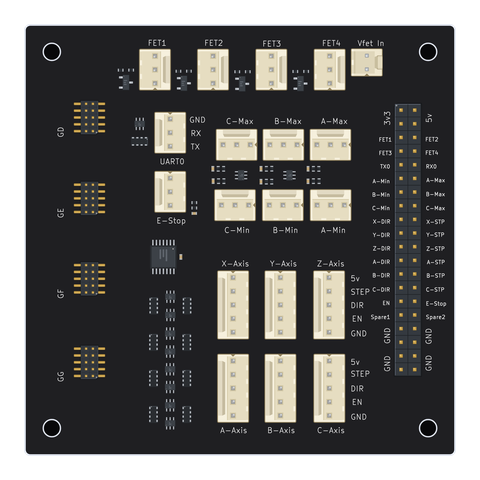 FET1 FET2 FET3 FET4 Vfet In
3v3 5v
GD
GND
RX
TX
UART0
E-Stop
C-Max B-Max A-Max
C-Min B-Min A-Min
FET1 FET2
FET3 FET4
TX0 RX0
A-Min A-Max
B-Min B-Max
C-Min C-Max
X-DIR X-STP
Y-DIR Y-STP
Z-DIR Z-STP
A-DIR A-STP
B-DIR B-STP
C-DIR C-STP
EN E-Stop
Spare1 Spare2
GND GND
GND GND
GE
GF
GG
X-Axis Y-Axis Z-Axis
5v
STEP
DIR
EN
GND
5v
STEP
DIR
EN
GND
A-Axis B-Axis C-Axis